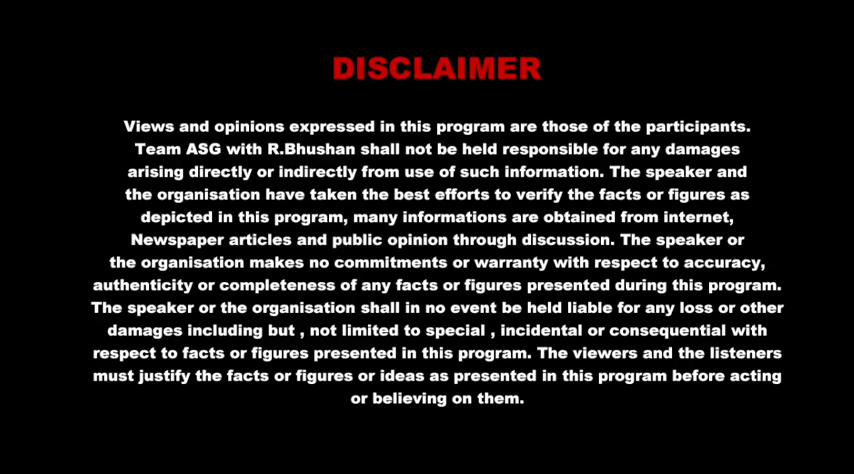 DISCLAIMER
Views and opinions expressed in this program are those of the participants.
Team ASG with R.Bhushan shall not be held responsible for any damages
arising directly or indirectly from use of such information. The speaker and
the organisation have taken the best efforts to verify the facts or figures as
depicted in this program, many informations are obtained from internet,
Newspaper articles and public opinion through discussion. The speaker or
the organisation makes no commitments or warranty with respect to accuracy,
authenticity or completeness of any facts or figures presented during this program.
The speaker or the organisation shall in no event be held liable for any loss or other
damages including but , not limited to special , incidental or consequential with
respect to facts or figures presented in this program. The viewers and the listeners
must justify the facts or figures or ideas as presented in this program before acting
or believing on them.